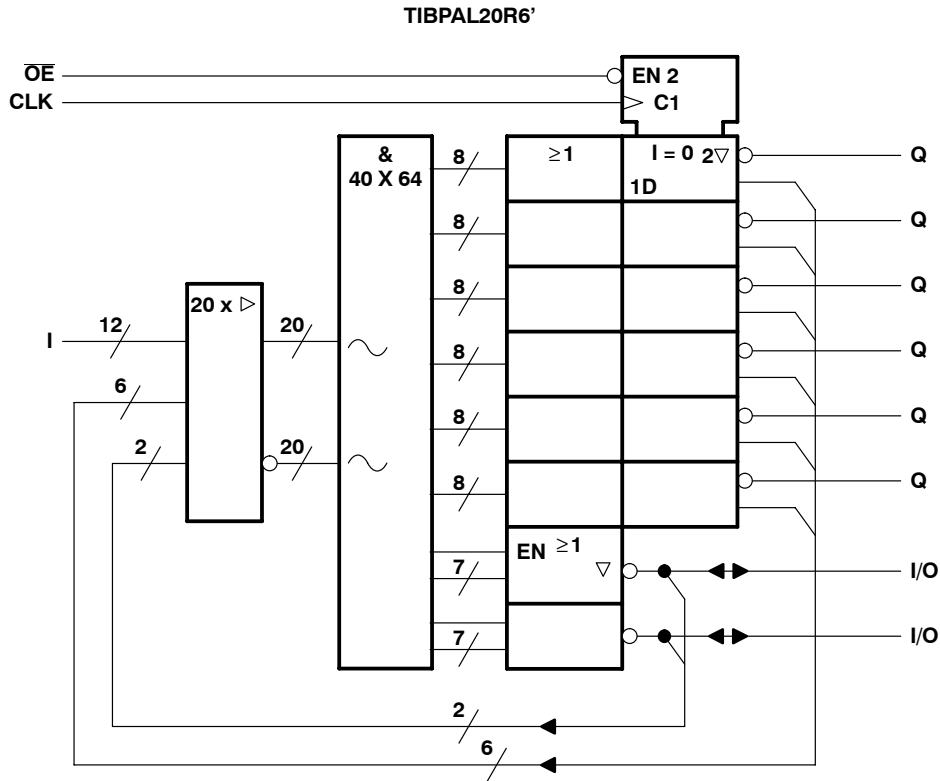 TIBPAL20R6’
OE
EN 2
CLK
C1
&
40 X 64
8
≥1
I = 0 2▽
1D
Q
8
Q
8
Q
20 x ▷
I
12
20
8
Q
6
8
Q
2
20
8
Q
EN ≥1
▽
7
I/O
7
I/O
2
6